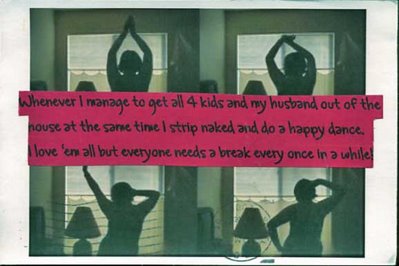 Whenever I manage to get all 4 kids and my husband out of the
house at the same time I strip naked and do a happy dance.
I love 'em all but everyone needs a break every once in a while!